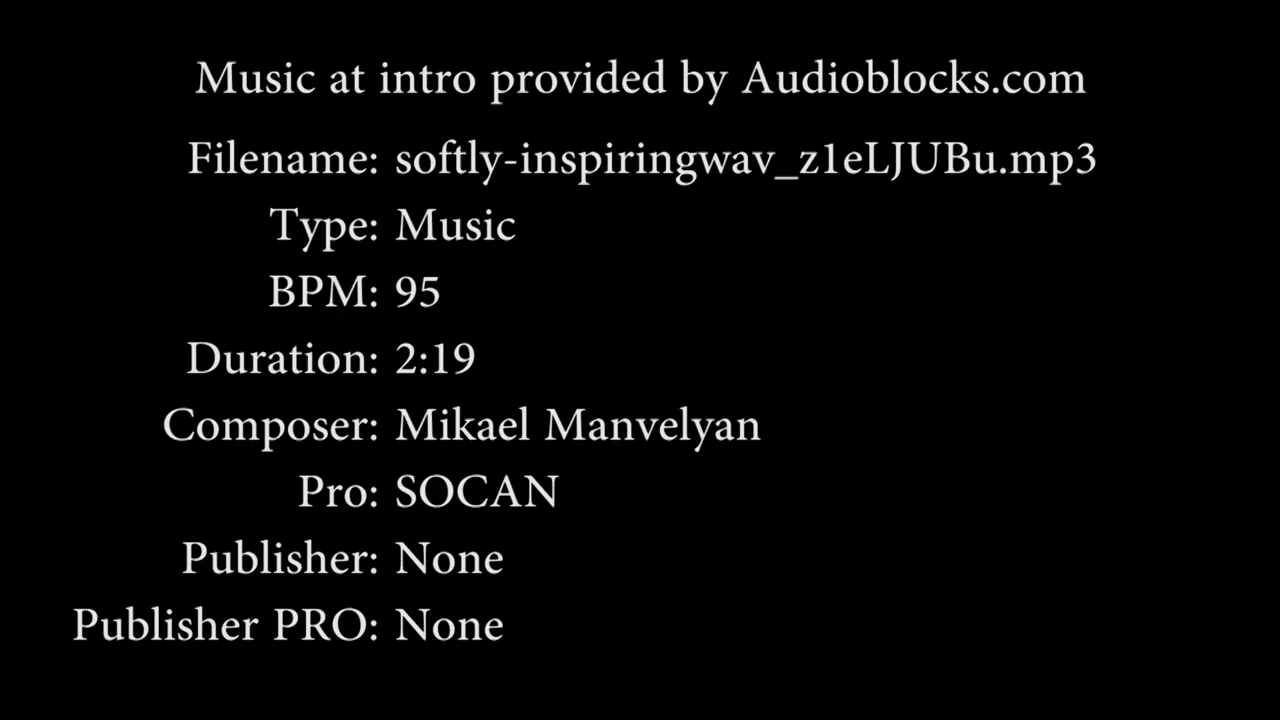 Music at intro provided by Audioblocks.com
Filename: softly-inspiringwav_z1eLJUBu.mp3
Type: Music
BPM: 95
Duration: 2:19
Composer: Mikael Manvelyan
Pro: SOCAN
Publisher: None
Publisher PRO: None